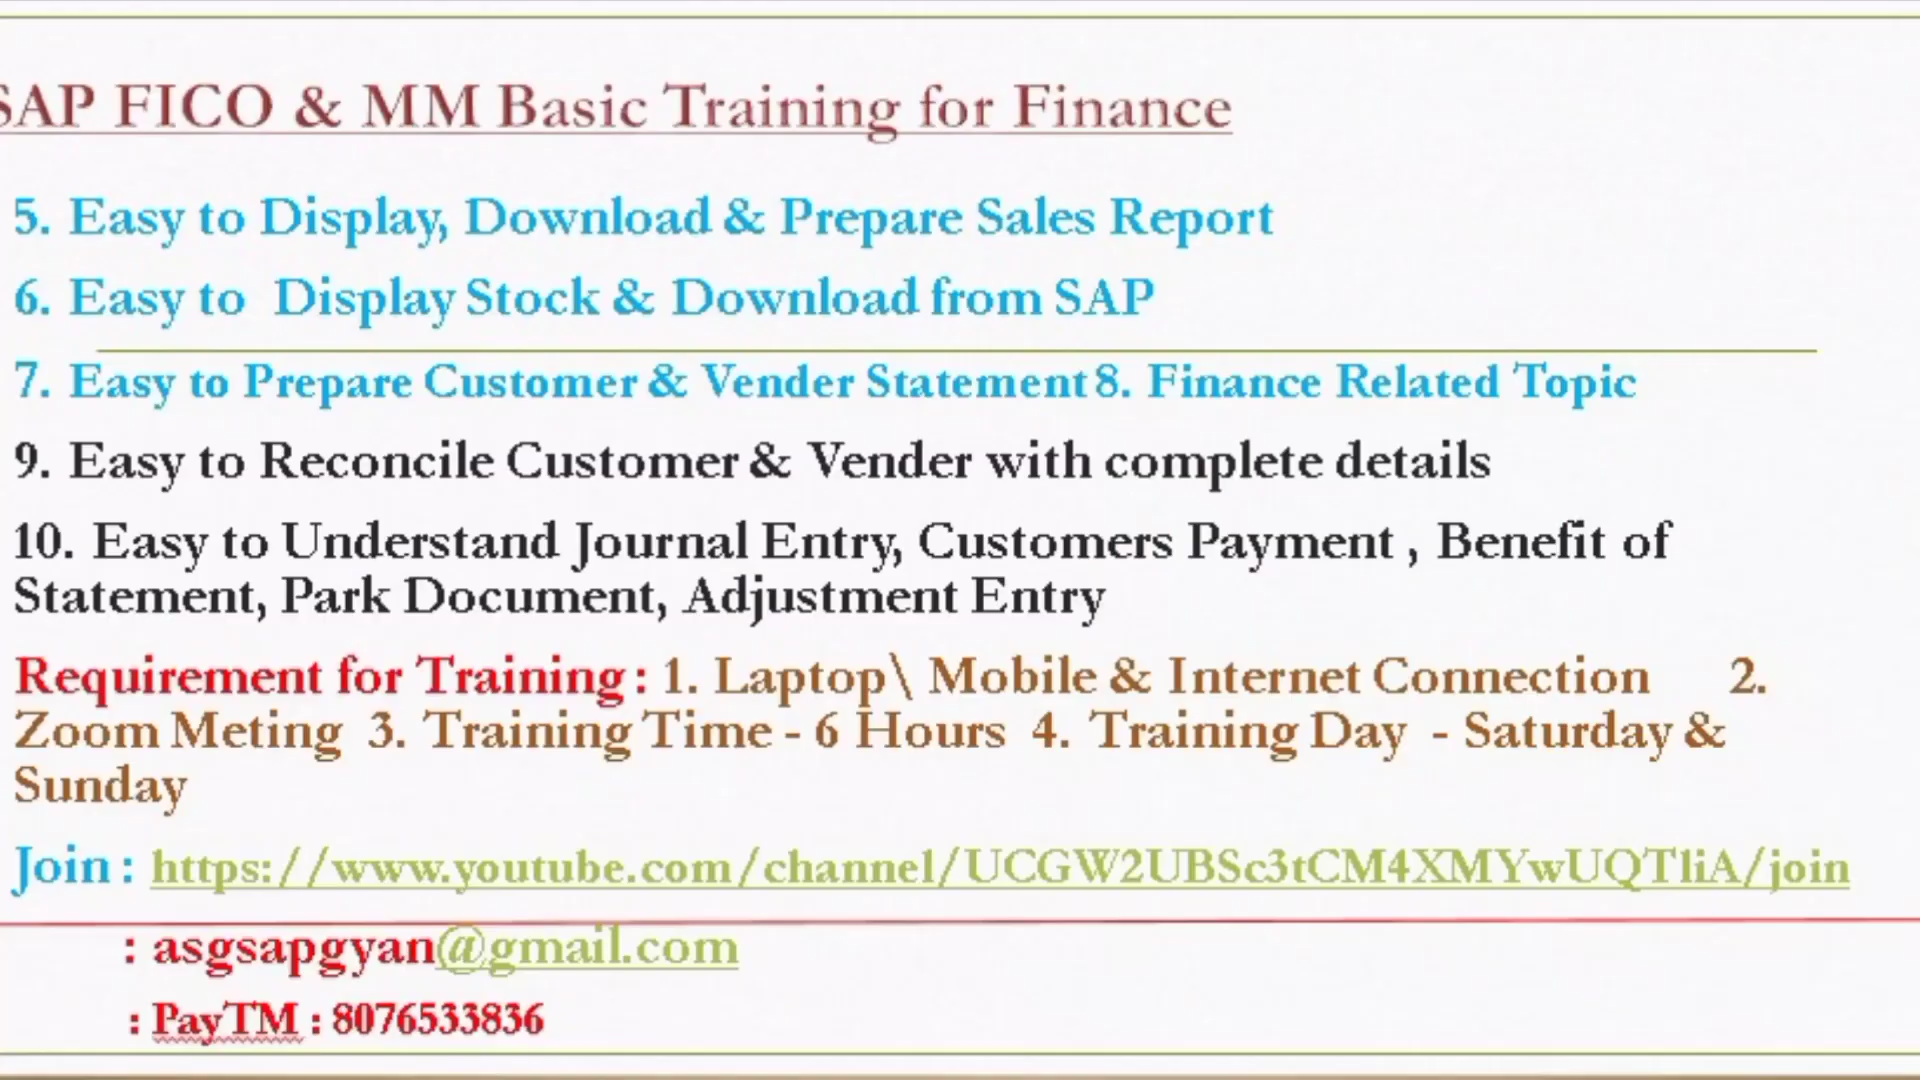 SAP FICO & MM Basic Training for Finance
5. Easy to Display, Download & Prepare Sales Report
6. Easy to Display Stock & Download from SAP
7. Easy to Prepare Customer & Vender Statement 8. Finance Related Topic
9. Easy to Reconcile Customer & Vender with complete details
10. Easy to Understand Journal Entry, Customers Payment , Benefit of
Statement, Park Document, Adjustment Entry
Requirement for Training : 1. Laptop\ Mobile & Internet Connection 2.
Zoom Meting 3. Training Time - 6 Hours 4. Training Day - Saturday &
Sunday
Join : https://www.youtube.com/channel/UCGW2UBSc3tCM4XMYwUQTliA/join
: asgsapgyan@gmail.com
: PayTM : 8076533836